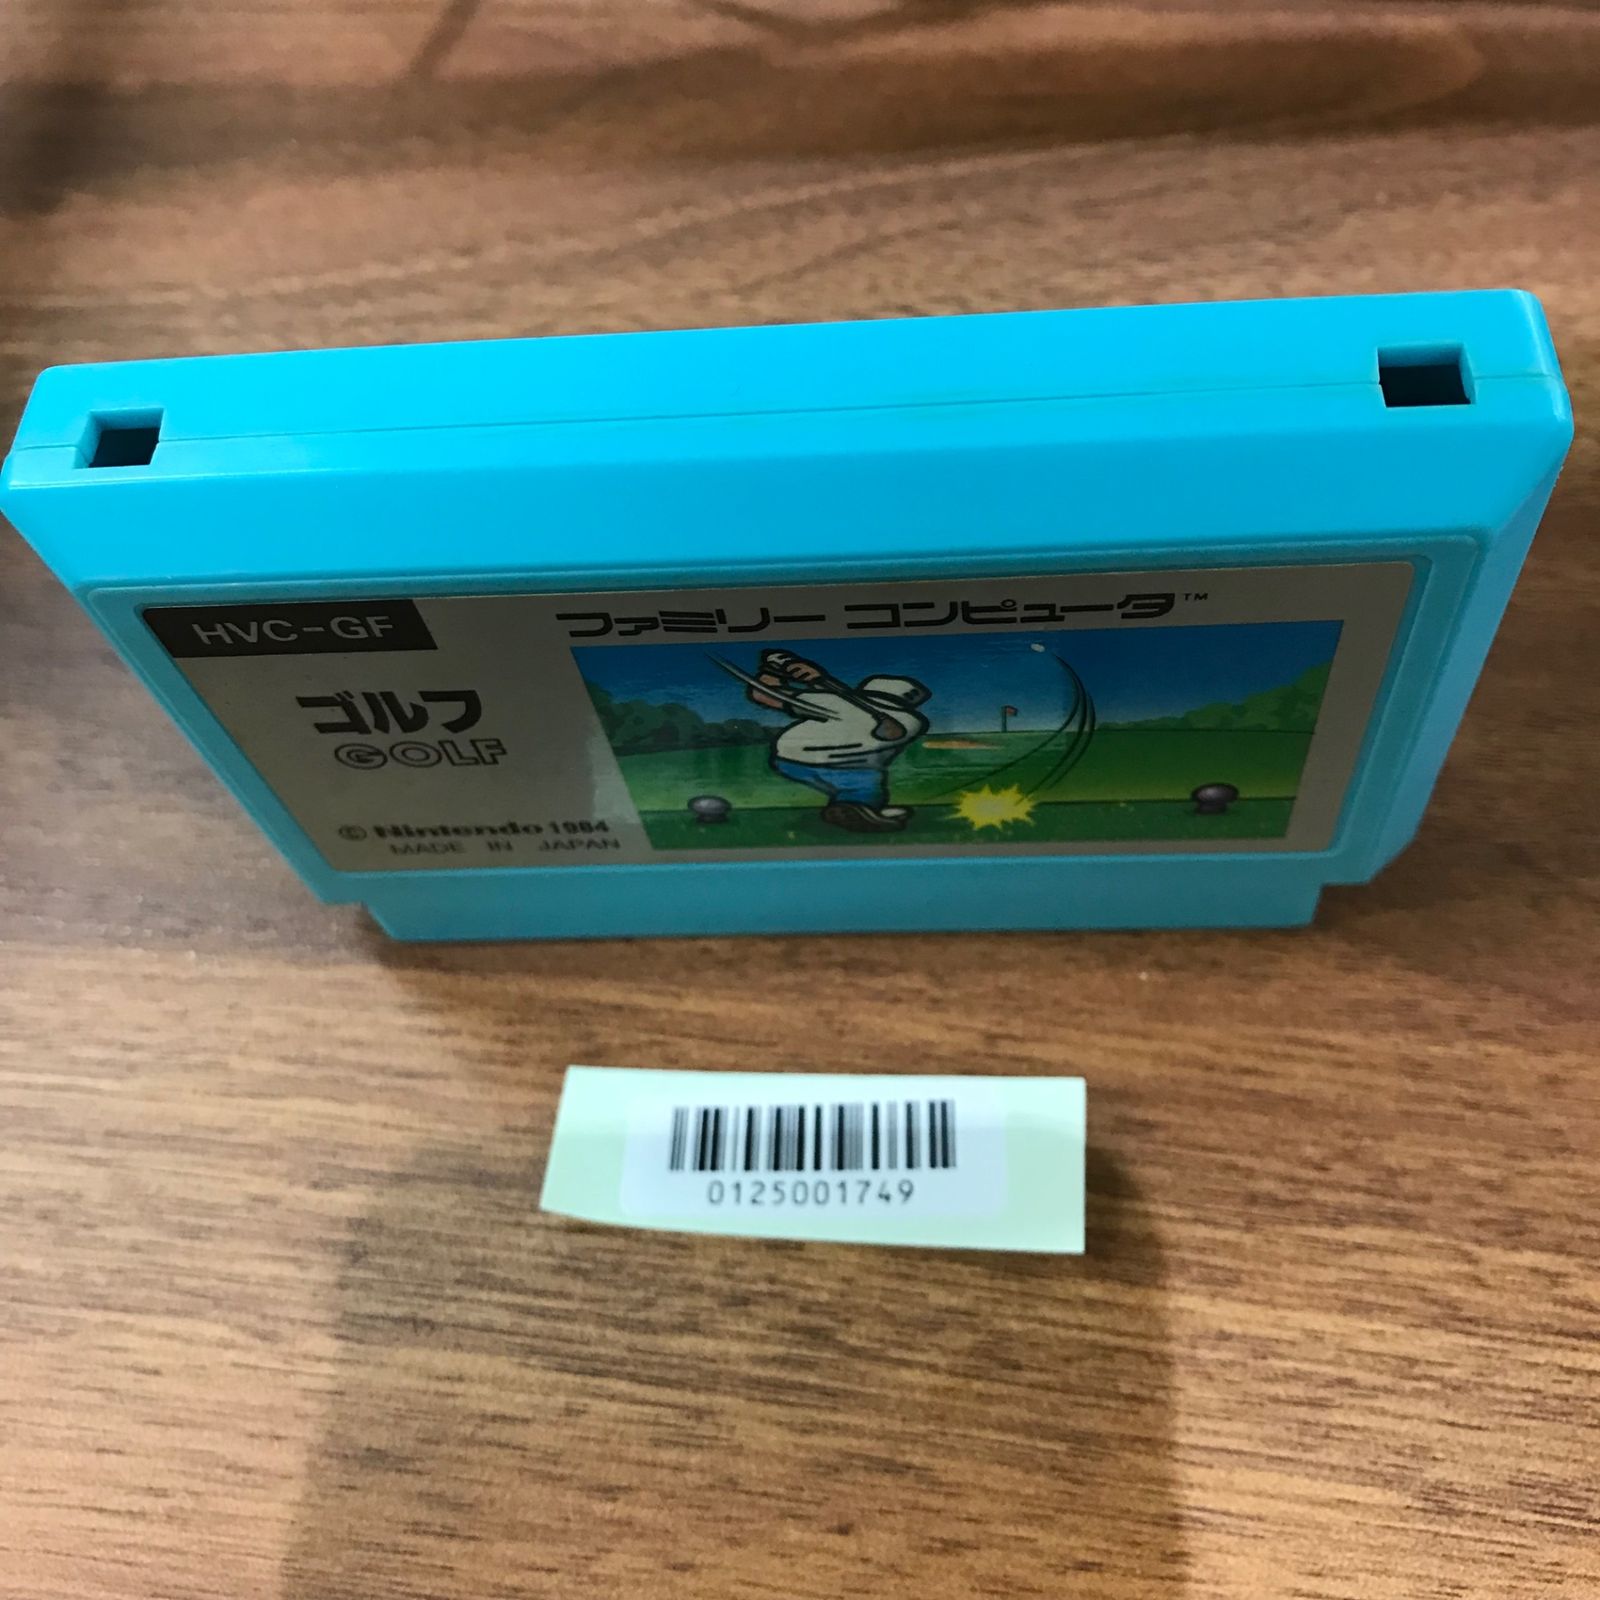 HVC-GF
ファミリー コンピュータ™
ゴルフ
GOLF
© Nintendo 1984
MADE IN JAPAN
0125001749